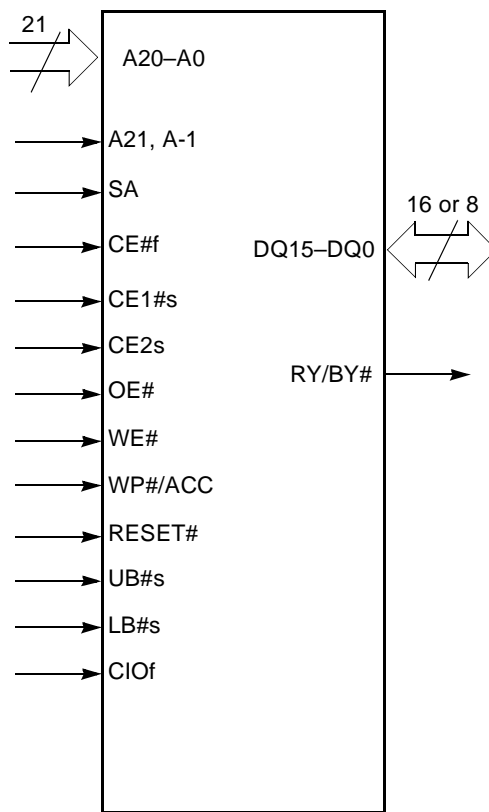 21
A20–A0
A21, A-1
SA
16 or 8
CE#f
DQ15–DQ0
CE1#s
CE2s
RY/BY#
OE#
WE#
WP#/ACC
RESET#
UB#s
LB#s
CIOf